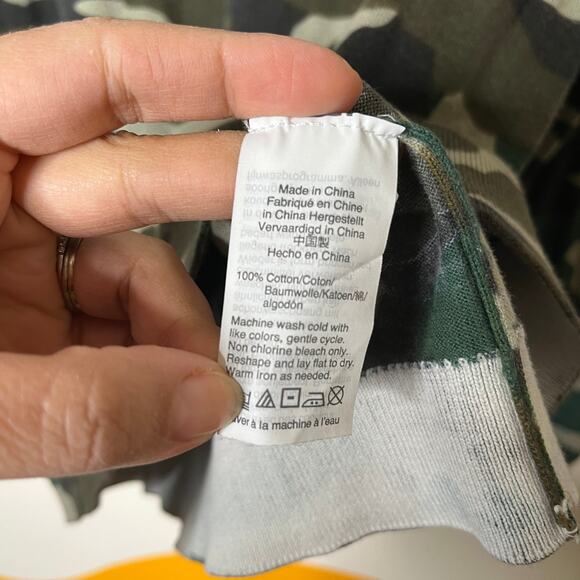 Made in China
Fabriqué en Chine
in China Hergestellt
Vervaardigd in China
中国製
Hecho en China
100% Cotton/Coton/
Baumwolle/Katoen/綿/
algodón
Machine wash cold with
like colors, gentle cycle.
Non chlorine bleach only.
Reshape and lay flat to dry.
Warm iron as needed.
à la machine à l'eau